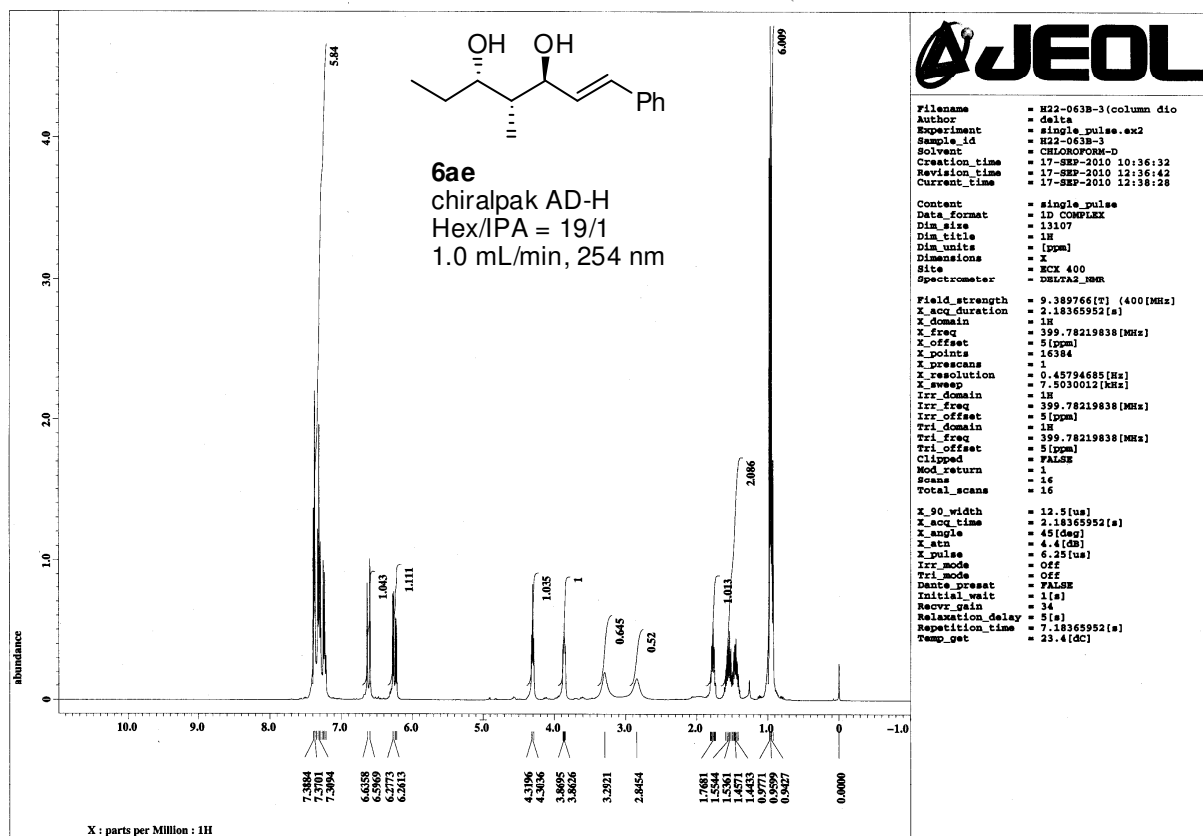 JEOL
5.84
OH OH
Ph
6.009
6ae
chiralpak AD-H
Hex/IPA = 19/1
1.0 mL/min, 254 nm
4.0
3.0
2.0
1.0
0
abundance
1.043
1.111
1.035
1
0.645
0.52
1.013
2.086
10.0 9.0 8.0 7.0 6.0 5.0 4.0 3.0 2.0 1.0 0 -1.0
7.3884
7.3701
7.3094
6.6358
6.5969
6.2773
6.2613
4.3196
4.3036
3.8695
3.8626
3.2921
2.8454
1.7681
1.5544
1.5361
1.4571
1.4433
0.9771
0.9599
0.9427
0.0000
X : parts per Million : 1H
Filename = H22-063B-3(column dio
Author = delta
Experiment = single_pulse.ex2
Sample_id = H22-063B-3
Solvent = CHLOROFORM-D
Creation_time = 17-SEP-2010 10:36:32
Revision_time = 17-SEP-2010 12:36:42
Current_time = 17-SEP-2010 12:38:28
Content = single_pulse
Data_format = 1D COMPLEX
Dim_size = 13107
Dim_title = 1H
Dim_units = [ppm]
Dimensions = X
Site = ECX 400
Spectrometer = DELTA2_NMR
Field_strength = 9.389766[T] (400[MHz]
X_acq_duration = 2.18365952[s]
X_domain = 1H
X_freq = 399.78219838[MHz]
X_offset = 5[ppm]
X_points = 16384
X_prescans = 1
X_resolution = 0.45794685[Hz]
X_sweep = 7.5030012[kHz]
Irr_domain = 1H
Irr_freq = 399.78219838[MHz]
Irr_offset = 5[ppm]
Tri_domain = 1H
Tri_freq = 399.78219838[MHz]
Tri_offset = 5[ppm]
Clipped = FALSE
Mod_return = 1
Scans = 16
Total_scans = 16
X_90_width = 12.5[us]
X_acq_time = 2.18365952[s]
X_angle = 45[deg]
X_atn = 4.4[dB]
X_pulse = 6.25[us]
Irr_mode = Off
Tri_mode = Off
Dante_presat = FALSE
Initial_wait = 1[s]
Recvr_gain = 34
Relaxation_delay = 5[s]
Repetition_time = 7.18365952[s]
Temp_get = 23.4[dC]